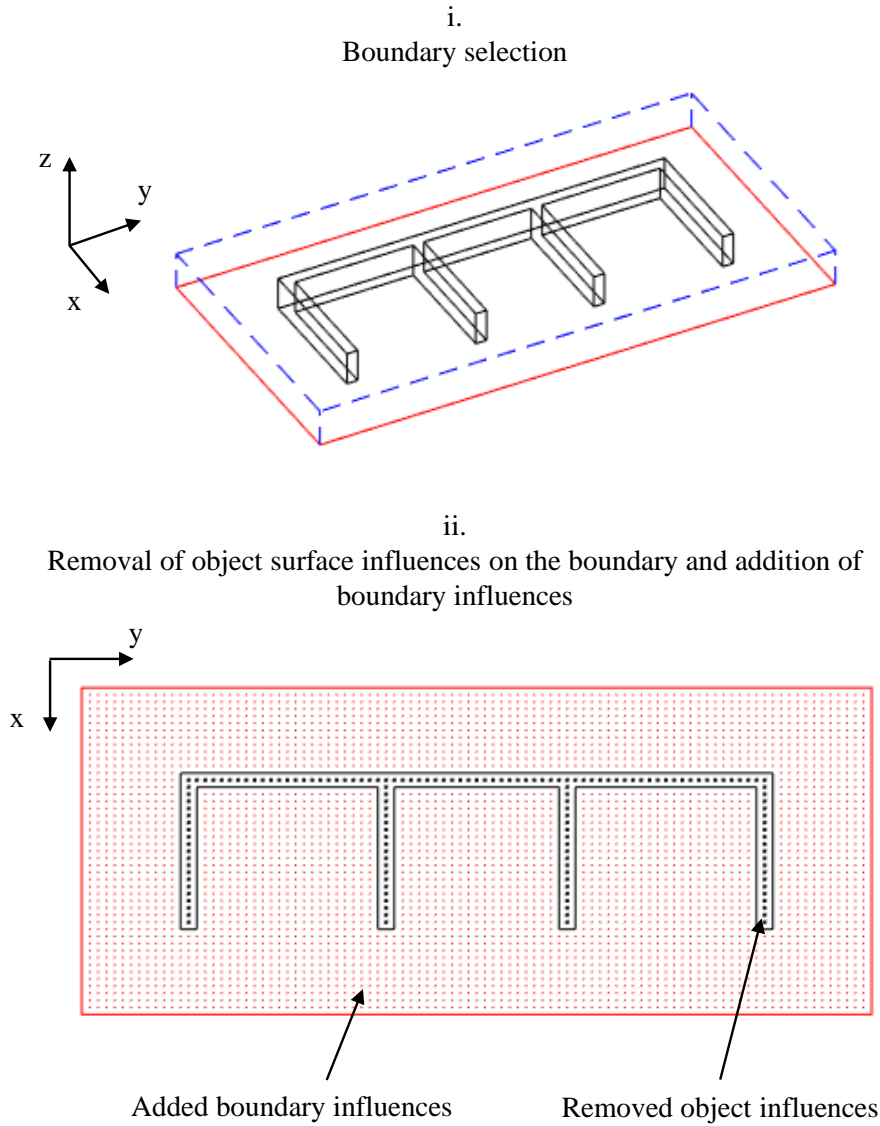 i.
Boundary selection
z
y
x
ii.
Removal of object surface influences on the boundary and addition of
boundary influences
y
x
Added boundary influences
Removed object influences